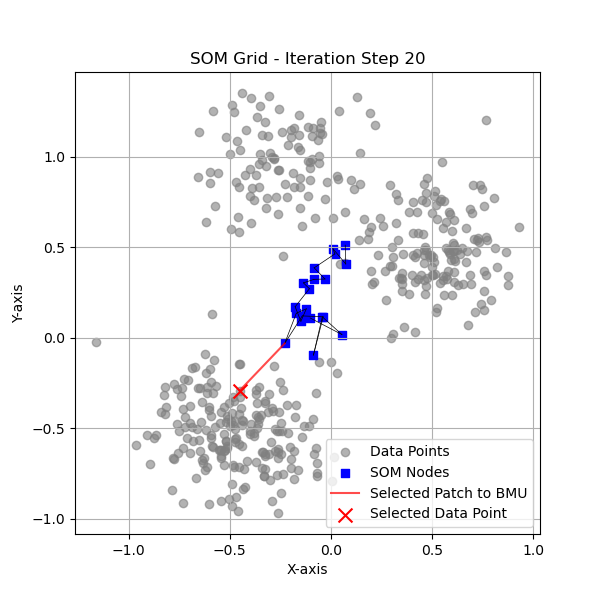 SOM Grid - Iteration Step 20
Y-axis
1.0
0.5
0.0
−0.5
−1.0
Data Points
SOM Nodes
Selected Patch to BMU
Selected Data Point
−1.0 −0.5 0.0 0.5 1.0
X-axis